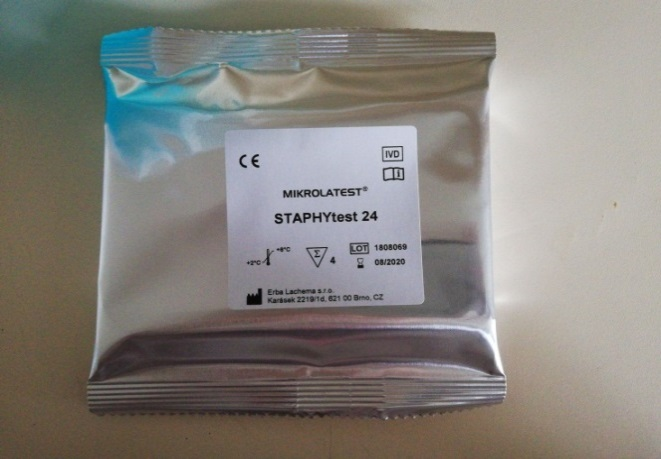 CE
IVD
i
MIKROLATEST®
STAPHYtest 24
+2°C +8°C
Σ 4
LOT 1808069
08/2020
Erba Lachema s.r.o.
Karásek 2219/1d, 621 00 Brno, CZ